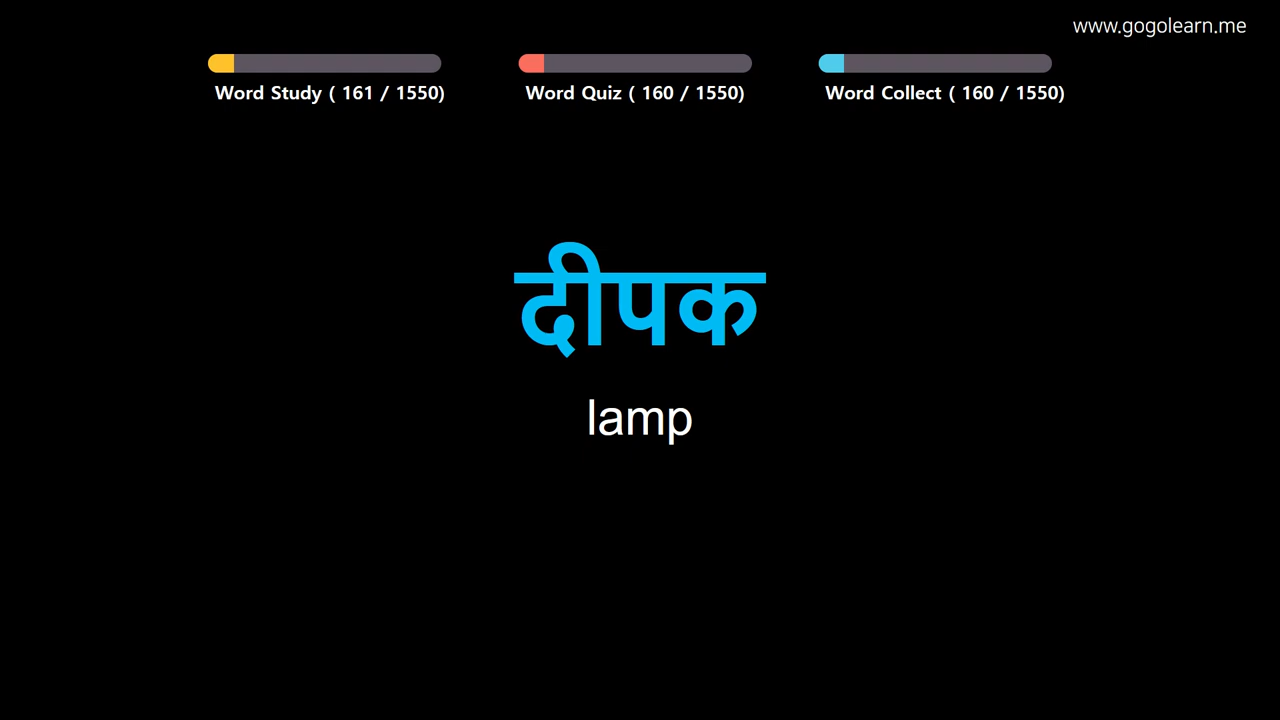 www.gogolearn.me
Word Study ( 161 / 1550)
Word Quiz ( 160 / 1550)
Word Collect ( 160 / 1550)
दीपक
lamp